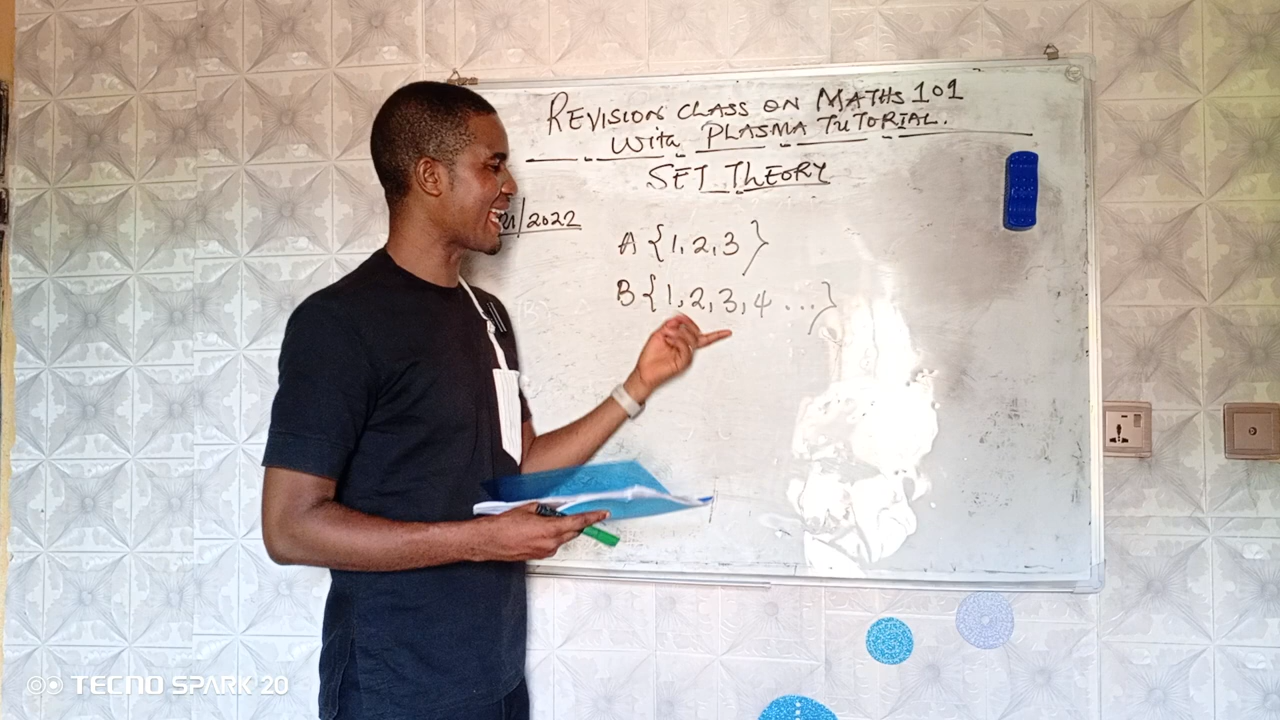 REVISION CLASS ON MATHS 101
With PLASMA TUTORIAL.
SET THEORY
/2022
A {1, 2, 3}
B {1, 2, 3, 4 ...}
TECNO SPARK 20